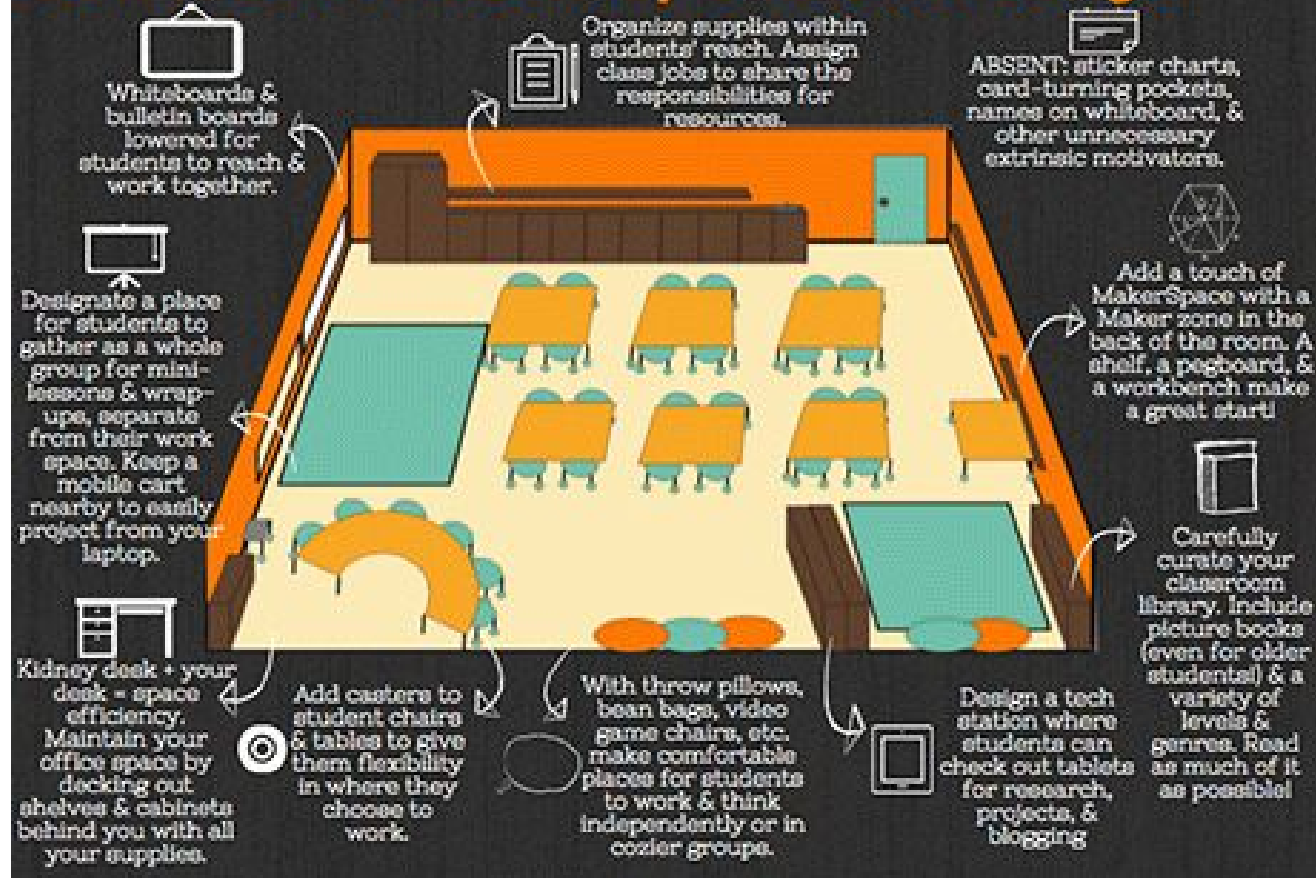 Whiteboards &
bulletin boards
lowered for
students to reach &
work together.
Organize supplies within
students' reach. Assign
class jobs to share the
responsibilities for
resources.
ABSENT: sticker charts,
card-turning pockets,
names on whiteboard, &
other unnecessary
extrinsic motivators.
Designate a place
for students to
gather as a whole
group for mini-
lessons & wrap-
ups, separate
from their work
space. Keep a
mobile cart
nearby to easily
project from your
laptop.
Add a touch of
MakerSpace with a
Maker zone in the
back of the room. A
shelf, a pegboard, &
a workbench make
a great start!
Carefully
curate your
classroom
library. Include
picture books
(even for older
students!) & a
variety of
levels &
genres. Read
as much of it
as possible!
Kidney desk + your
desk = space
efficiency.
Maintain your
office space by
decking out
shelves & cabinets
behind you with all
your supplies.
Add casters to
student chairs
& tables to give
them flexibility
in where they
choose to
work.
With throw pillows,
bean bags, video
game chairs, etc.
make comfortable
places for students
to work & think
independently or in
cozier groups.
Design a tech
station where
students can
check out tablets
for research,
projects, &
blogging